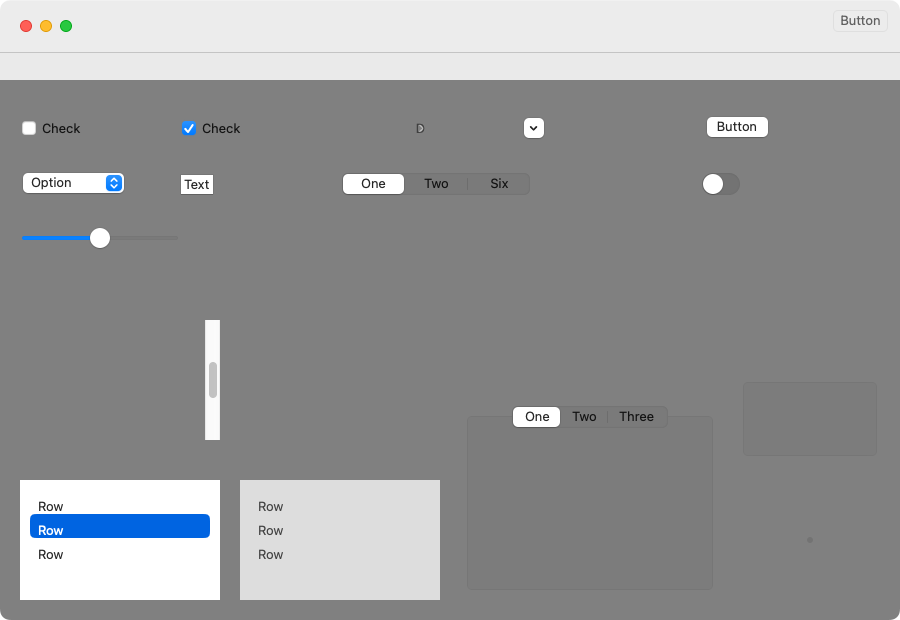 Button
Check
Check
D
Button
Option
Text
One Two Six
One Two Three
Row
Row
Row
Row
Row
Row